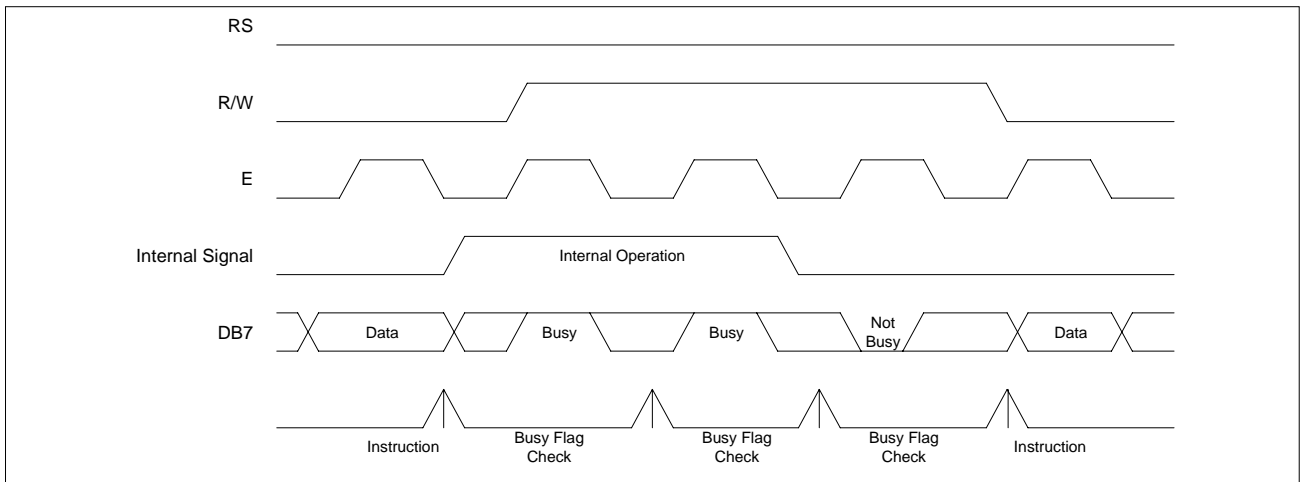 RS
R/W
E
Internal Signal
Internal Operation
DB7
Data
Busy
Busy
Not
Busy
Data
Instruction
Busy Flag
Check
Busy Flag
Check
Busy Flag
Check
Instruction